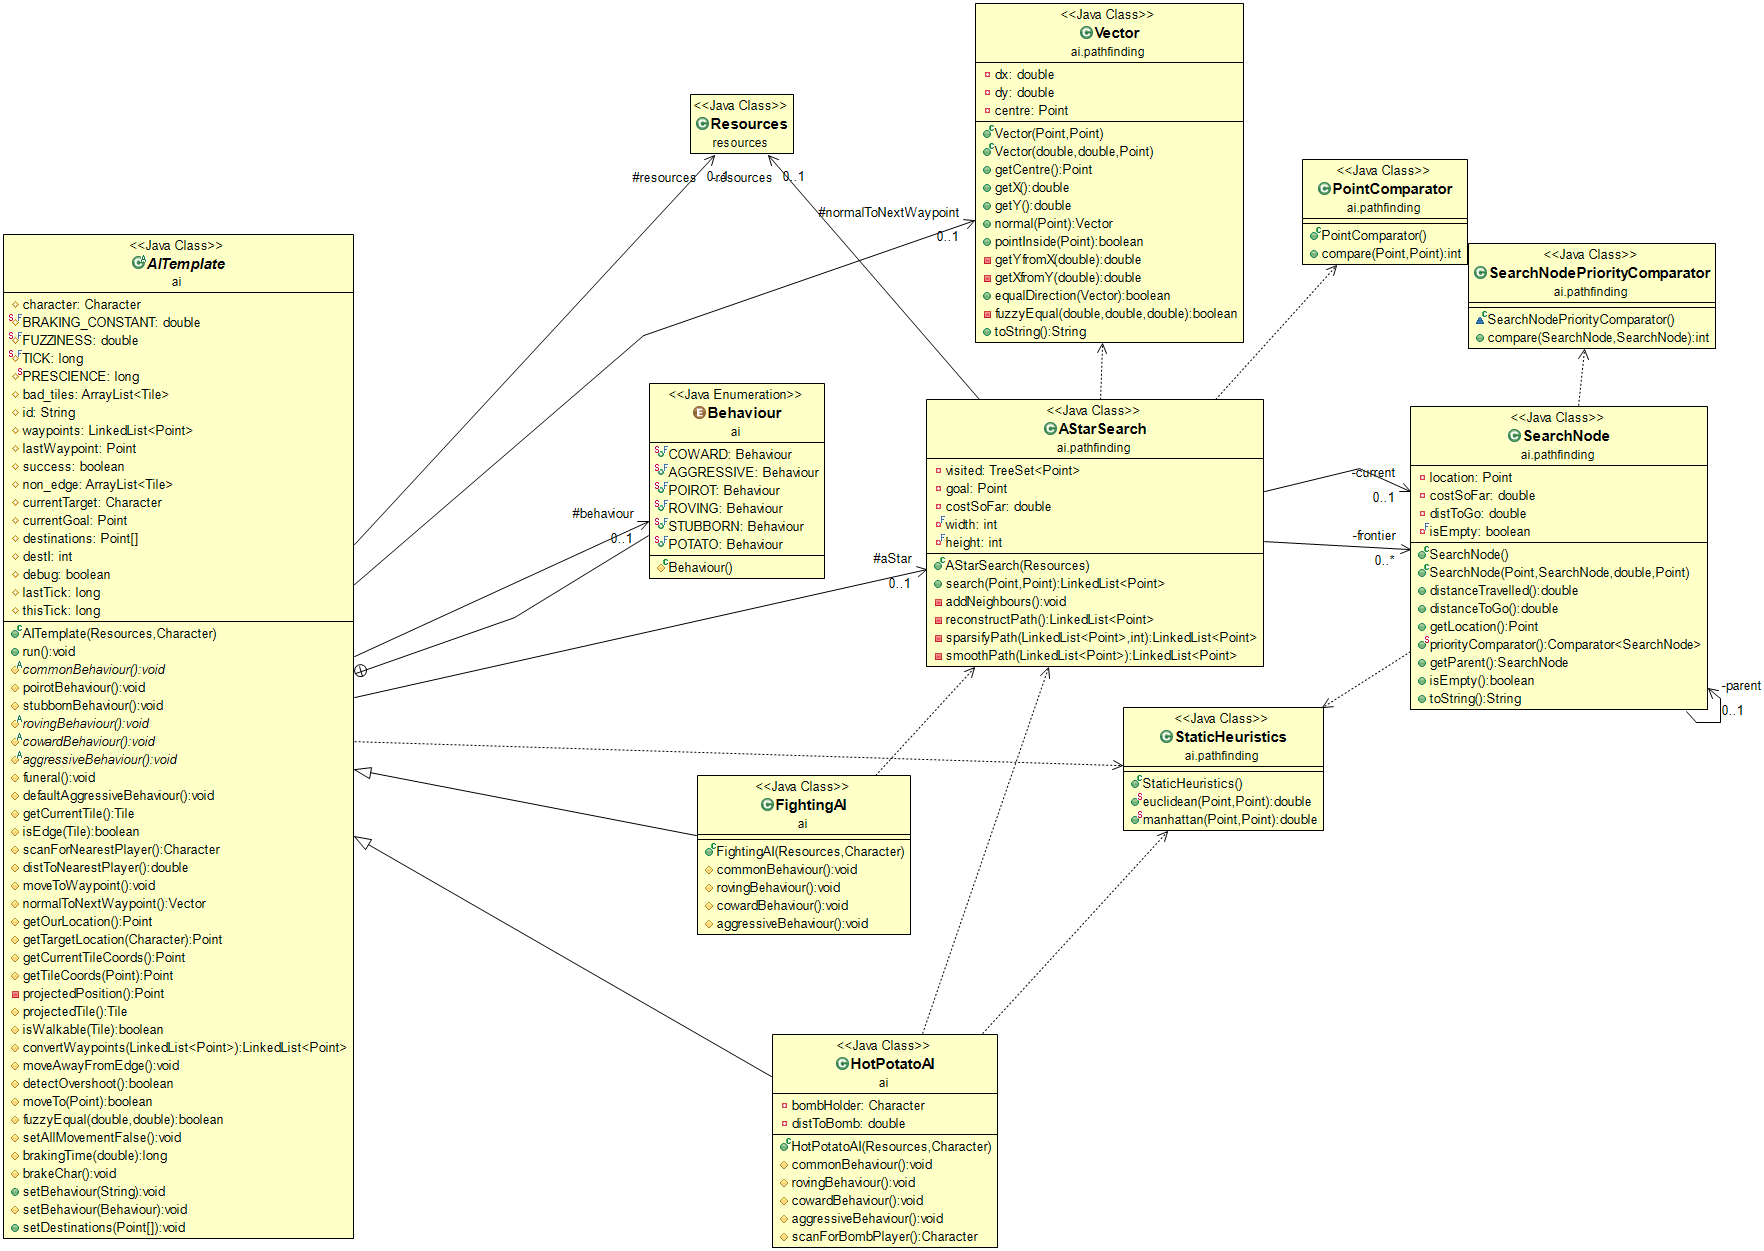 <<Java Class>>
Vector
ai.pathfinding
dx: double
dy: double
centre: Point
Vector(Point,Point)
Vector(double,double,Point)
getCentre():Point
getX():double
getY():double
normal(Point):Vector
pointInside(Point):boolean
getYfromX(double):double
getXfromY(double):double
equalDirection(Vector):boolean
fuzzyEqual(double,double,double):boolean
toString():String
<<Java Class>>
Resources
resources
#resources
0..1
-resources
0..1
#normalToNextWaypoint
0..1
<<Java Class>>
PointComparator
ai.pathfinding
PointComparator()
compare(Point,Point):int
<<Java Class>>
SearchNodePriorityComparator
ai.pathfinding
SearchNodePriorityComparator()
compare(SearchNode,SearchNode):int
<<Java Class>>
AITemplate
ai
character: Character
BRAKING_CONSTANT: double
FUZZINESS: double
TICK: long
PRESCIENCE: long
bad_tiles: ArrayList<Tile>
id: String
waypoints: LinkedList<Point>
lastWaypoint: Point
success: boolean
non_edge: ArrayList<Tile>
currentTarget: Character
currentGoal: Point
destinations: Point[]
destI: int
debug: boolean
lastTick: long
thisTick: long
AITemplate(Resources,Character)
run():void
commonBehaviour():void
poirotBehaviour():void
stubbornBehaviour():void
rovingBehaviour():void
cowardBehaviour():void
aggressiveBehaviour():void
funeral():void
defaultAggressiveBehaviour():void
getCurrentTile():Tile
isEdge(Tile):boolean
scanForNearestPlayer():Character
distToNearestPlayer():double
moveToWaypoint():void
normalToNextWaypoint():Vector
getOurLocation():Point
getTargetLocation(Character):Point
getCurrentTileCoords():Point
getTileCoords(Point):Point
projectedPosition():Point
projectedTile():Tile
isWalkable(Tile):boolean
convertWaypoints(LinkedList<Point>):LinkedList<Point>
moveAwayFromEdge():void
detectOvershoot():boolean
moveTo(Point):boolean
fuzzyEqual(double,double):boolean
setAllMovementFalse():void
brakingTime(double):long
brakeChar():void
setBehaviour(String):void
setBehaviour(Behaviour):void
setDestinations(Point[]):void
<<Java Enumeration>>
Behaviour
ai
COWARD: Behaviour
AGGRESSIVE: Behaviour
POIROT: Behaviour
ROVING: Behaviour
STUBBORN: Behaviour
POTATO: Behaviour
Behaviour()
#behaviour
0..1
#aStar
0..1
<<Java Class>>
AStarSearch
ai.pathfinding
visited: TreeSet<Point>
goal: Point
costSoFar: double
width: int
height: int
AStarSearch(Resources)
search(Point,Point):LinkedList<Point>
addNeighbours():void
reconstructPath():LinkedList<Point>
sparsifyPath(LinkedList<Point>,int):LinkedList<Point>
smoothPath(LinkedList<Point>):LinkedList<Point>
-current
0..1
-frontier
0..*
<<Java Class>>
SearchNode
ai.pathfinding
location: Point
costSoFar: double
distToGo: double
isEmpty: boolean
SearchNode()
SearchNode(Point,SearchNode,double,Point)
distanceTravelled():double
distanceToGo():double
getLocation():Point
priorityComparator():Comparator<SearchNode>
getParent():SearchNode
isEmpty():boolean
toString():String
-parent
0..1
<<Java Class>>
StaticHeuristics
ai.pathfinding
StaticHeuristics()
euclidean(Point,Point):double
manhattan(Point,Point):double
<<Java Class>>
FightingAI
ai
FightingAI(Resources,Character)
commonBehaviour():void
rovingBehaviour():void
cowardBehaviour():void
aggressiveBehaviour():void
<<Java Class>>
HotPotatoAI
ai
bombHolder: Character
distToBomb: double
HotPotatoAI(Resources,Character)
commonBehaviour():void
rovingBehaviour():void
cowardBehaviour():void
aggressiveBehaviour():void
scanForBombPlayer():Character